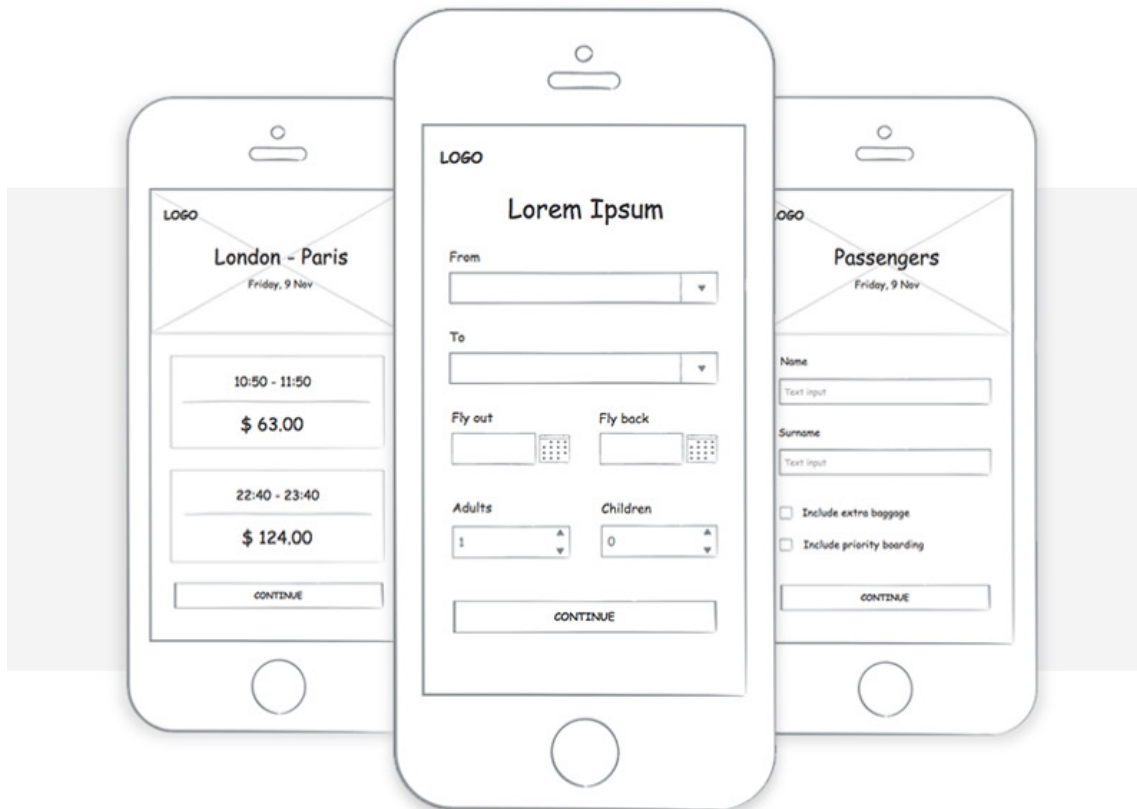 LOGO
London - Paris
Friday, 9 Nov
10:50 - 11:50
$ 63.00
22:40 - 23:40
$ 124.00
CONTINUE
LOGO
Lorem Ipsum
From
To
Fly out Fly back
Adults Children
1 0
CONTINUE
OGO
Passengers
Friday, 9 Nov
Name
Text input
Surname
Text input
Include extra baggage
Include priority boarding
CONTINUE